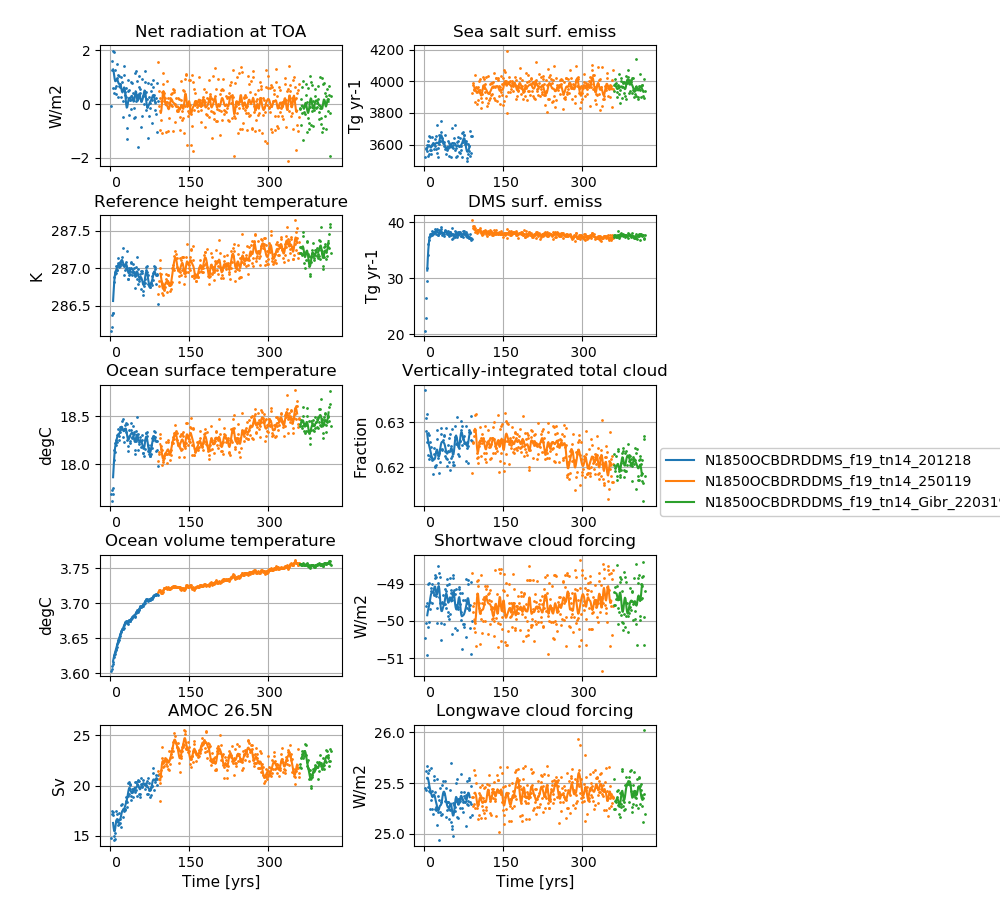 Net radiation at TOA
W/m2
2
0
−2
0 150 300
Sea salt surf. emiss
Tg yr-1
4200
4000
3800
3600
0 150 300
Reference height temperature
K
287.5
287.0
286.5
0 150 300
DMS surf. emiss
Tg yr-1
40
30
20
0 150 300
Ocean surface temperature
degC
18.5
18.0
0 150 300
Vertically-integrated total cloud
Fraction
0.63
0.62
0 150 300
N1850OCBDRDDMS_f19_tn14_201218
N1850OCBDRDDMS_f19_tn14_250119
N1850OCBDRDDMS_f19_tn14_Gibr_22031
Ocean volume temperature
degC
3.75
3.70
3.65
3.60
0 150 300
Shortwave cloud forcing
W/m2
−49
−50
−51
0 150 300
AMOC 26.5N
Sv
25
20
15
0 150 300
Time [yrs]
Longwave cloud forcing
W/m2
26.0
25.5
25.0
0 150 300
Time [yrs]